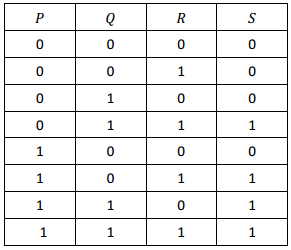 P Q R S
0 0 0 0
0 0 1 0
0 1 0 0
0 1 1 1
1 0 0 0
1 0 1 1
1 1 0 1
1 1 1 1